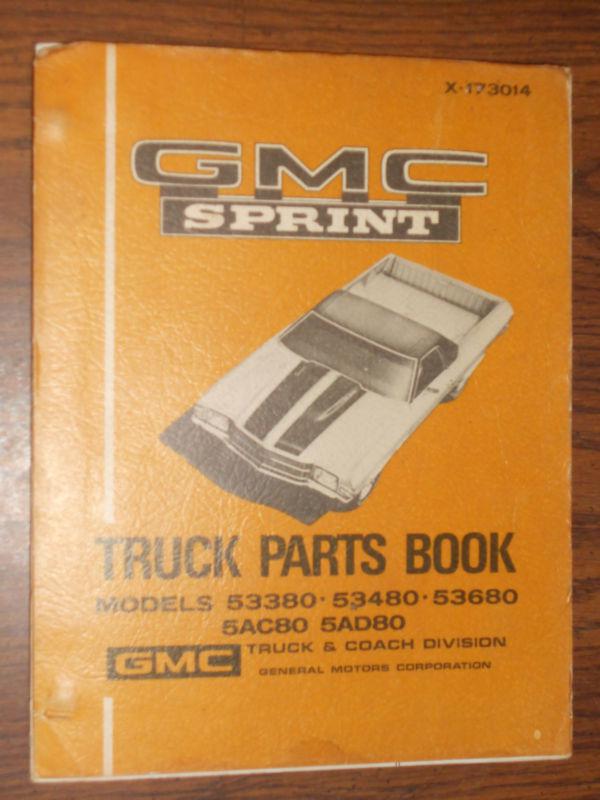 X-173014
GMC
SPRINT
TRUCK PARTS BOOK
MODELS 53380·53480·53680
5AC80 5AD80
GMC TRUCK & COACH DIVISION
GENERAL MOTORS CORPORATION